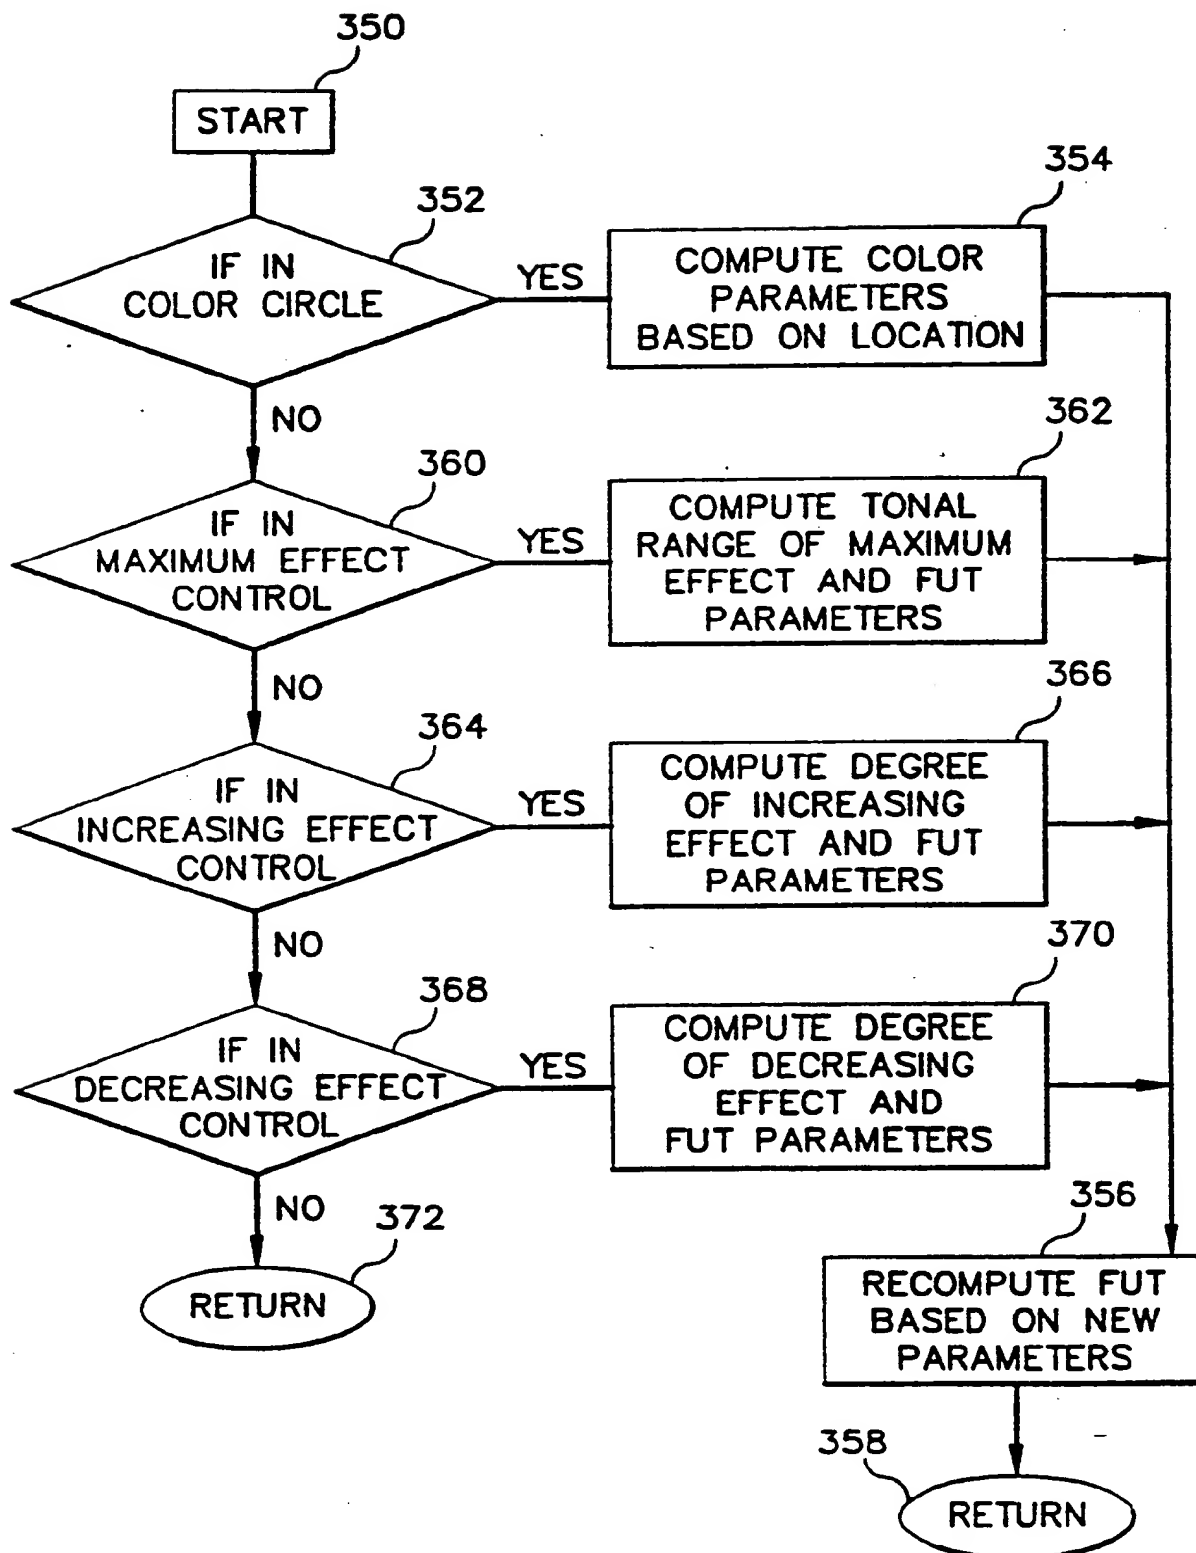 350
START
352
IF IN
COLOR CIRCLE
YES
354
COMPUTE COLOR
PARAMETERS
BASED ON LOCATION
NO
360
IF IN
MAXIMUM EFFECT
CONTROL
YES
362
COMPUTE TONAL
RANGE OF MAXIMUM
EFFECT AND FUT
PARAMETERS
NO
364
IF IN
INCREASING EFFECT
CONTROL
YES
366
COMPUTE DEGREE
OF INCREASING
EFFECT AND FUT
PARAMETERS
NO
368
IF IN
DECREASING EFFECT
CONTROL
YES
370
COMPUTE DEGREE
OF DECREASING
EFFECT AND
FUT PARAMETERS
NO
372
RETURN
356
RECOMPUTE FUT
BASED ON NEW
PARAMETERS
358
RETURN